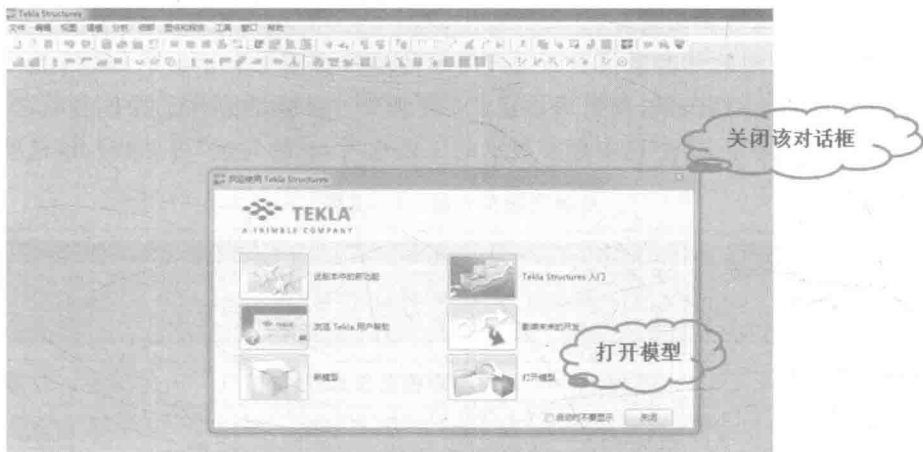 Tekla Structures
文件 编辑 视图 建模 分析 细部 图纸和报告 工具 窗口 帮助
关闭该对话框
欢迎使用 Tekla Structures
TEKLA
A TRIMBLE COMPANY
该版本中的新功能
Tekla Structures 入门
浏览 Tekla 用户帮助
影响未来的开发
打开模型
新模型
打开模型
启动时不要显示
关闭